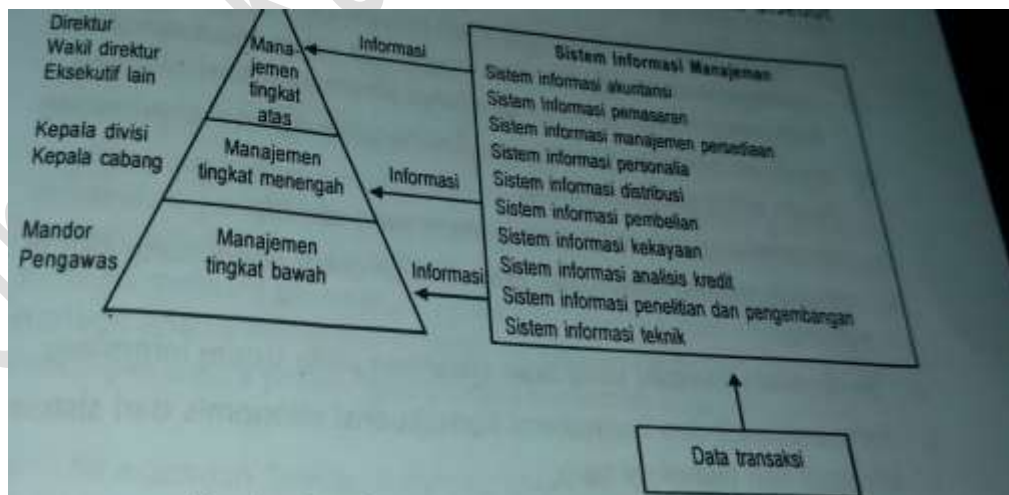 Direktur
Wakil direktur
Eksekutif lain
Mana-
jemen
tingkat
atas
Informasi
Kepala divisi
Kepala cabang
Manajemen
tingkat menengah
Informasi
Mandor
Pengawas
Manajemen
tingkat bawah
Informasi
Sistem Informasi Manajemen
Sistem informasi akuntansi
Sistem informasi pemasaran
Sistem informasi manajemen persediaan
Sistem informasi personalia
Sistem informasi distribusi
Sistem informasi pembelian
Sistem informasi kekayaan
Sistem informasi analisis kredit
Sistem informasi penelitian dan pengembangan
Sistem informasi teknik
Data transaksi